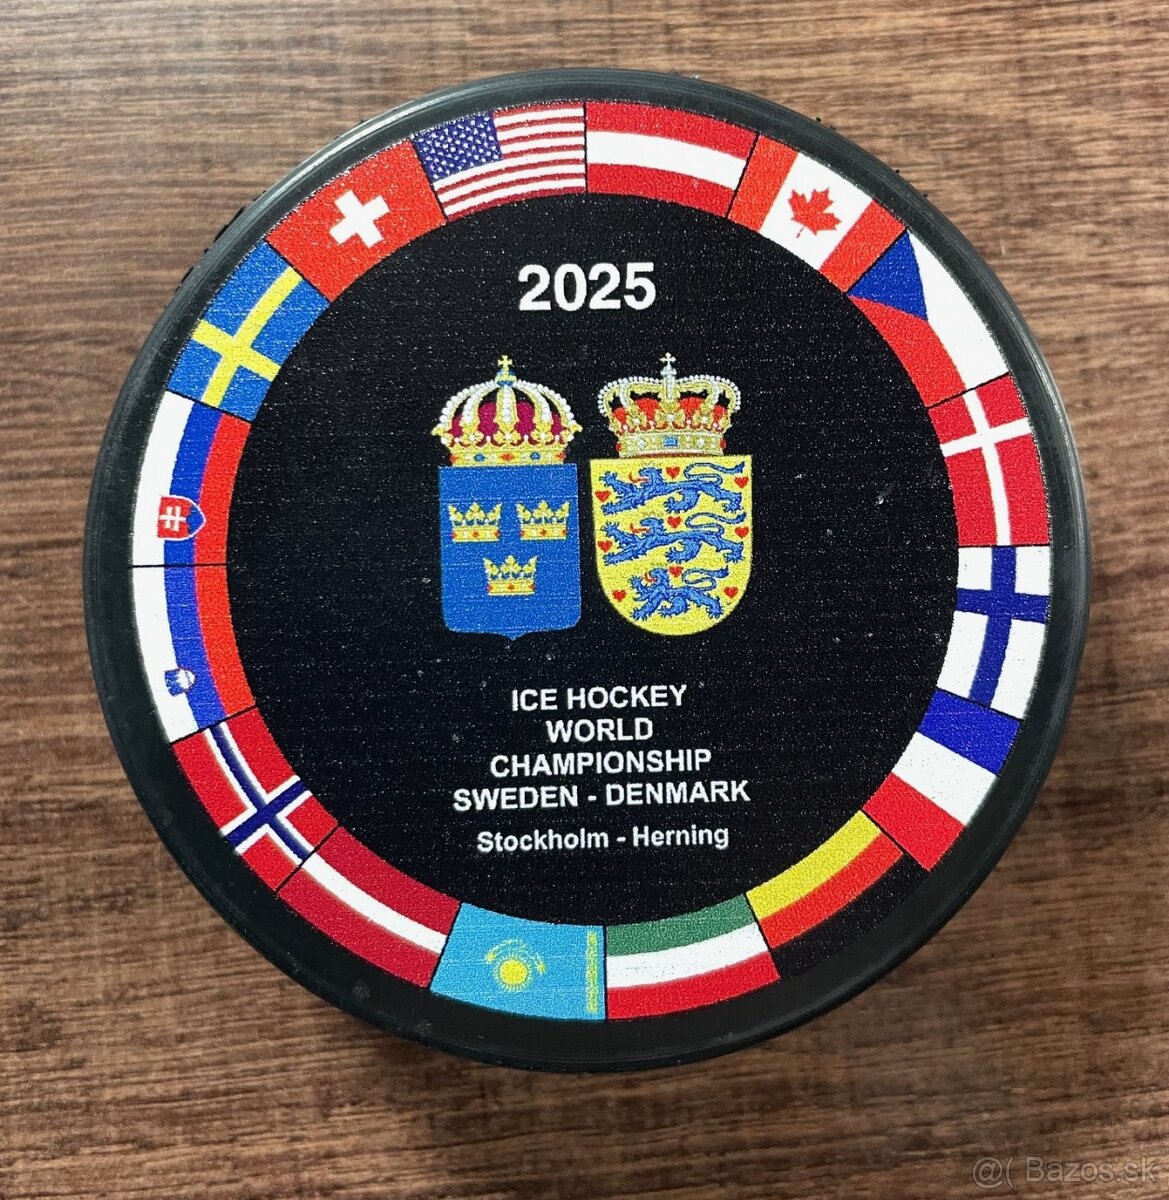 2025
ICE HOCKEY
WORLD
CHAMPIONSHIP
SWEDEN - DENMARK
Stockholm - Herning
@( Bazos.sk